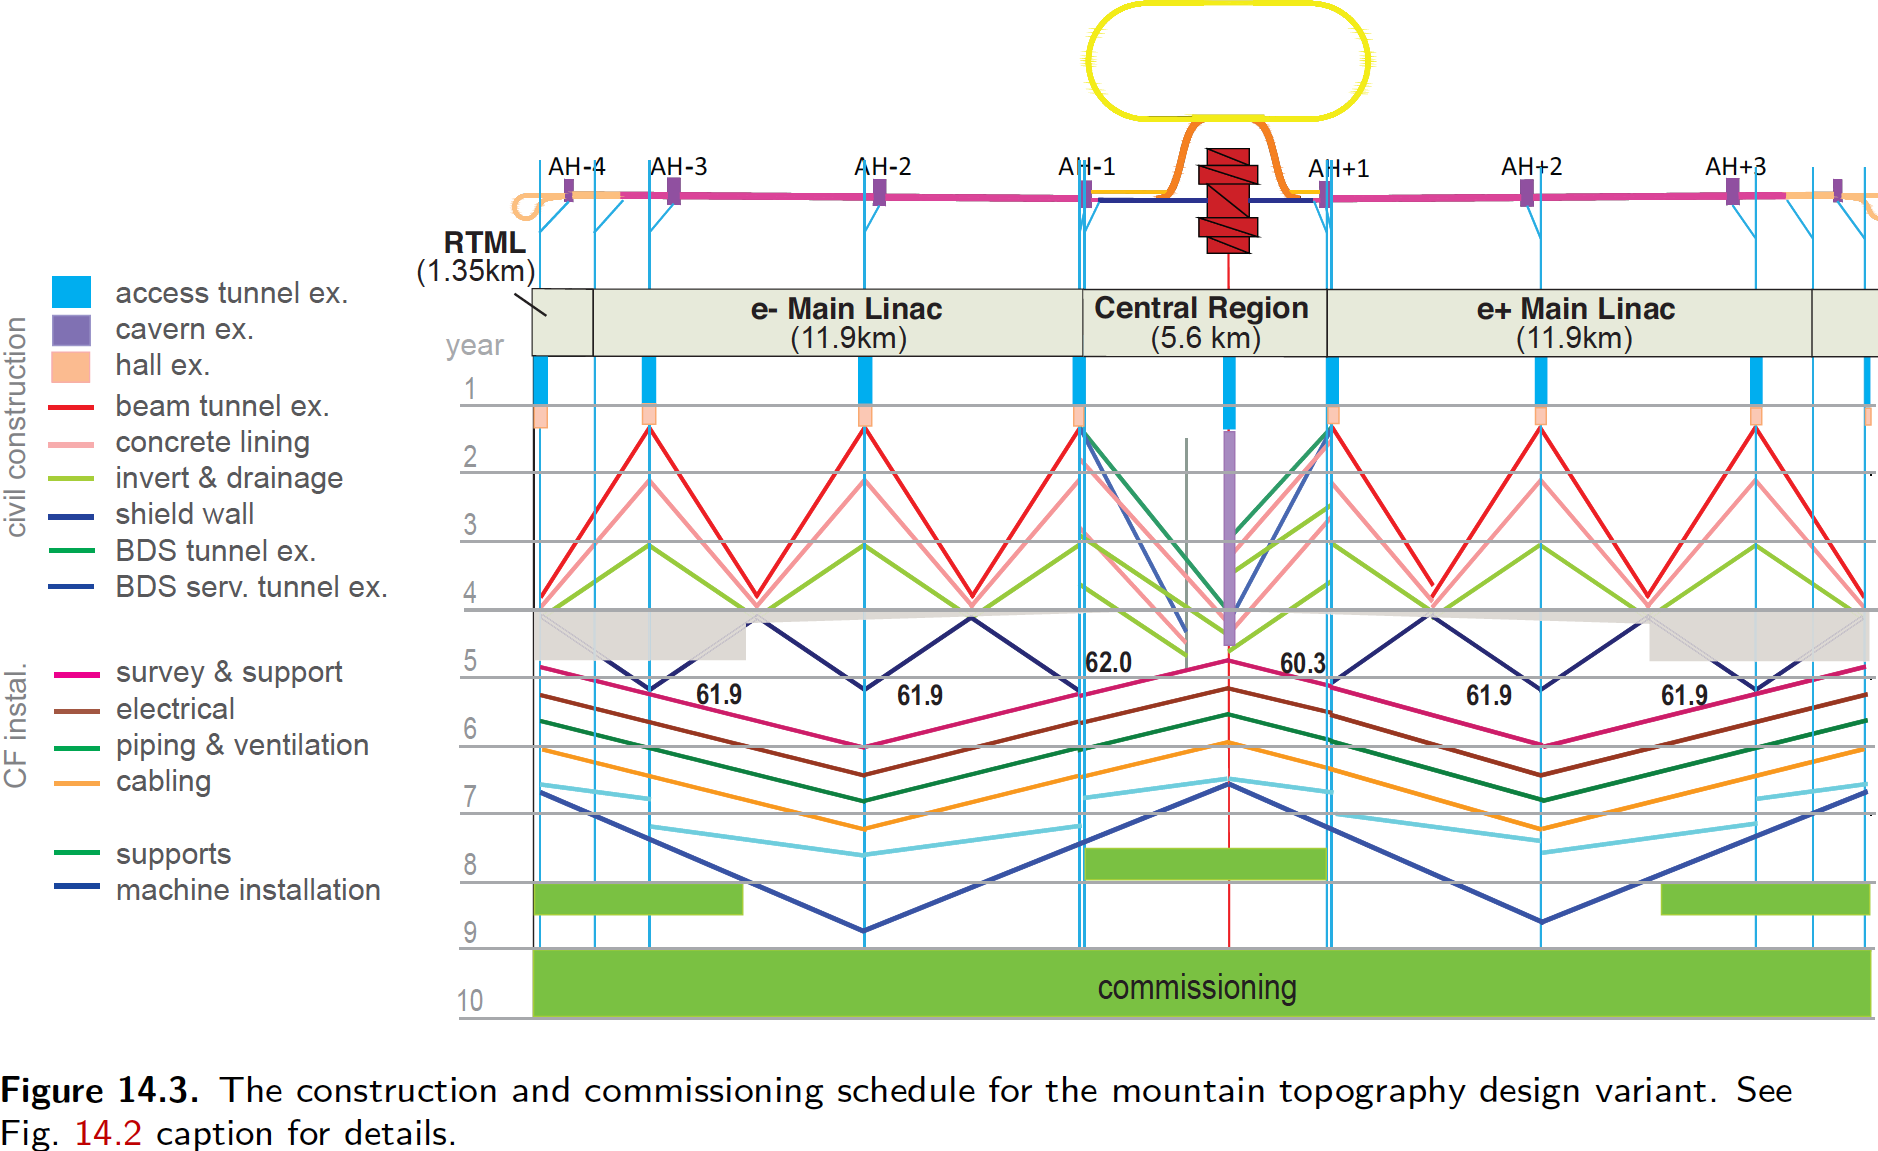 AH-4
AH-3
AH-2
AH-1
AH+1
AH+2
AH+3
RTML
(1.35km)
e- Main Linac
(11.9km)
Central Region
(5.6 km)
e+ Main Linac
(11.9km)
civil construction
access tunnel ex.
cavern ex.
hall ex.
beam tunnel ex.
concrete lining
invert & drainage
shield wall
BDS tunnel ex.
BDS serv. tunnel ex.
CF instal.
survey & support
electrical
piping & ventilation
cabling
supports
machine installation
year
1
2
3
4
5
6
7
8
9
10
61.9
61.9
62.0
60.3
61.9
61.9
commissioning
Figure 14.3. The construction and commissioning schedule for the mountain topography design variant. See
Fig. 14.2 caption for details.